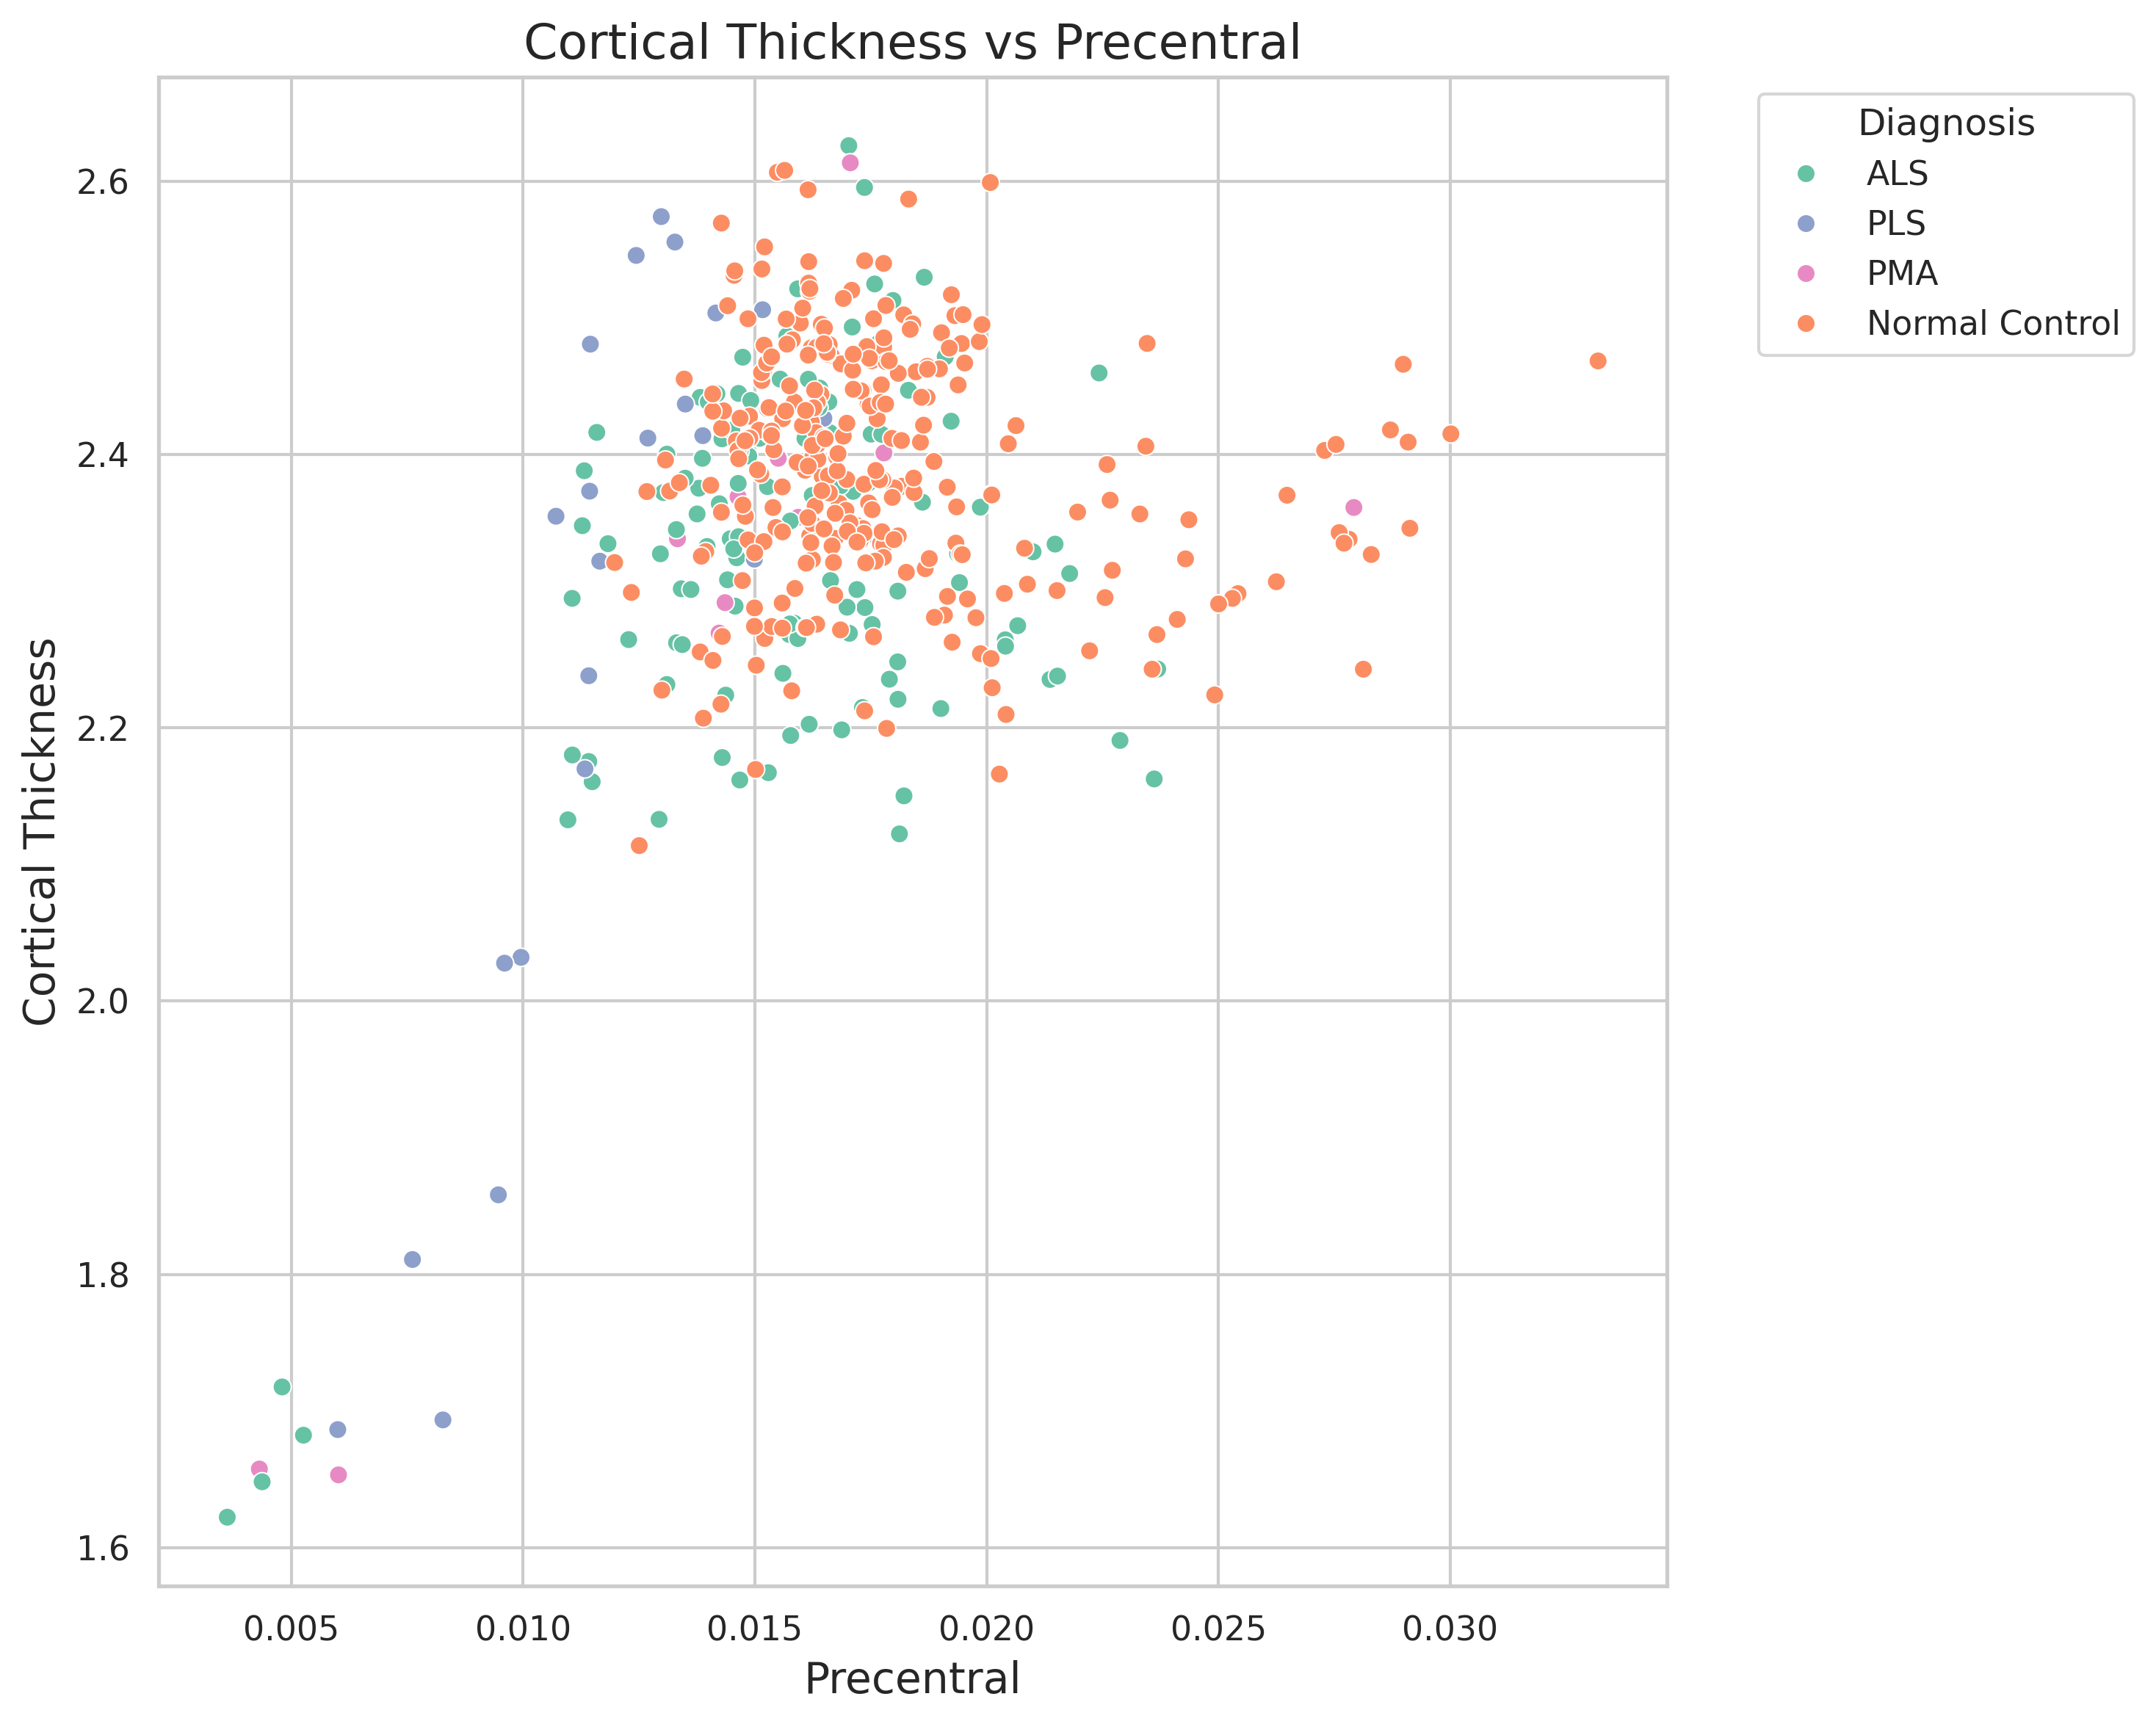 Cortical Thickness vs Precentral
Diagnosis
ALS
PLS
PMA
Normal Control
Cortical Thickness
2.6
2.4
2.2
2.0
1.8
1.6
0.005 0.010 0.015 0.020 0.025 0.030
Precentral